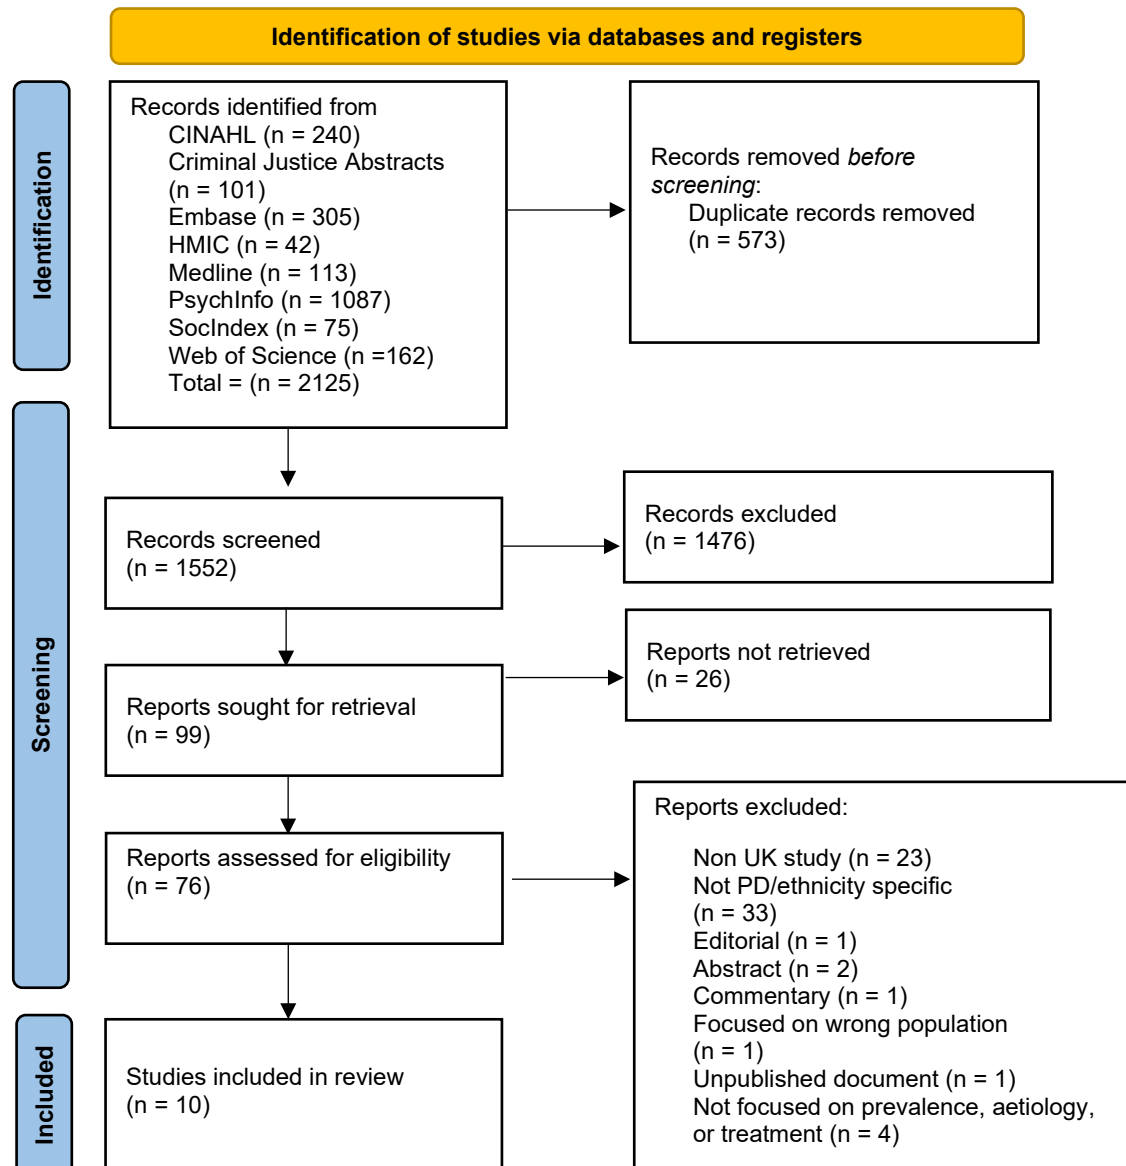 Identification of studies via databases and registers
Identification
Records identified from
CINAHL (n = 240)
Criminal Justice Abstracts
(n = 101)
Embase (n = 305)
HMIC (n = 42)
Medline (n = 113)
PsychInfo (n = 1087)
SocIndex (n = 75)
Web of Science (n =162)
Total = (n = 2125)
Records removed before
screening:
Duplicate records removed
(n = 573)
Screening
Records screened
(n = 1552)
Records excluded
(n = 1476)
Reports sought for retrieval
(n = 99)
Reports not retrieved
(n = 26)
Reports assessed for eligibility
(n = 76)
Reports excluded:
Non UK study (n = 23)
Not PD/ethnicity specific
(n = 33)
Editorial (n = 1)
Abstract (n = 2)
Commentary (n = 1)
Focused on wrong population
(n = 1)
Unpublished document (n = 1)
Not focused on prevalence, aetiology,
or treatment (n = 4)
Included
Studies included in review
(n = 10)